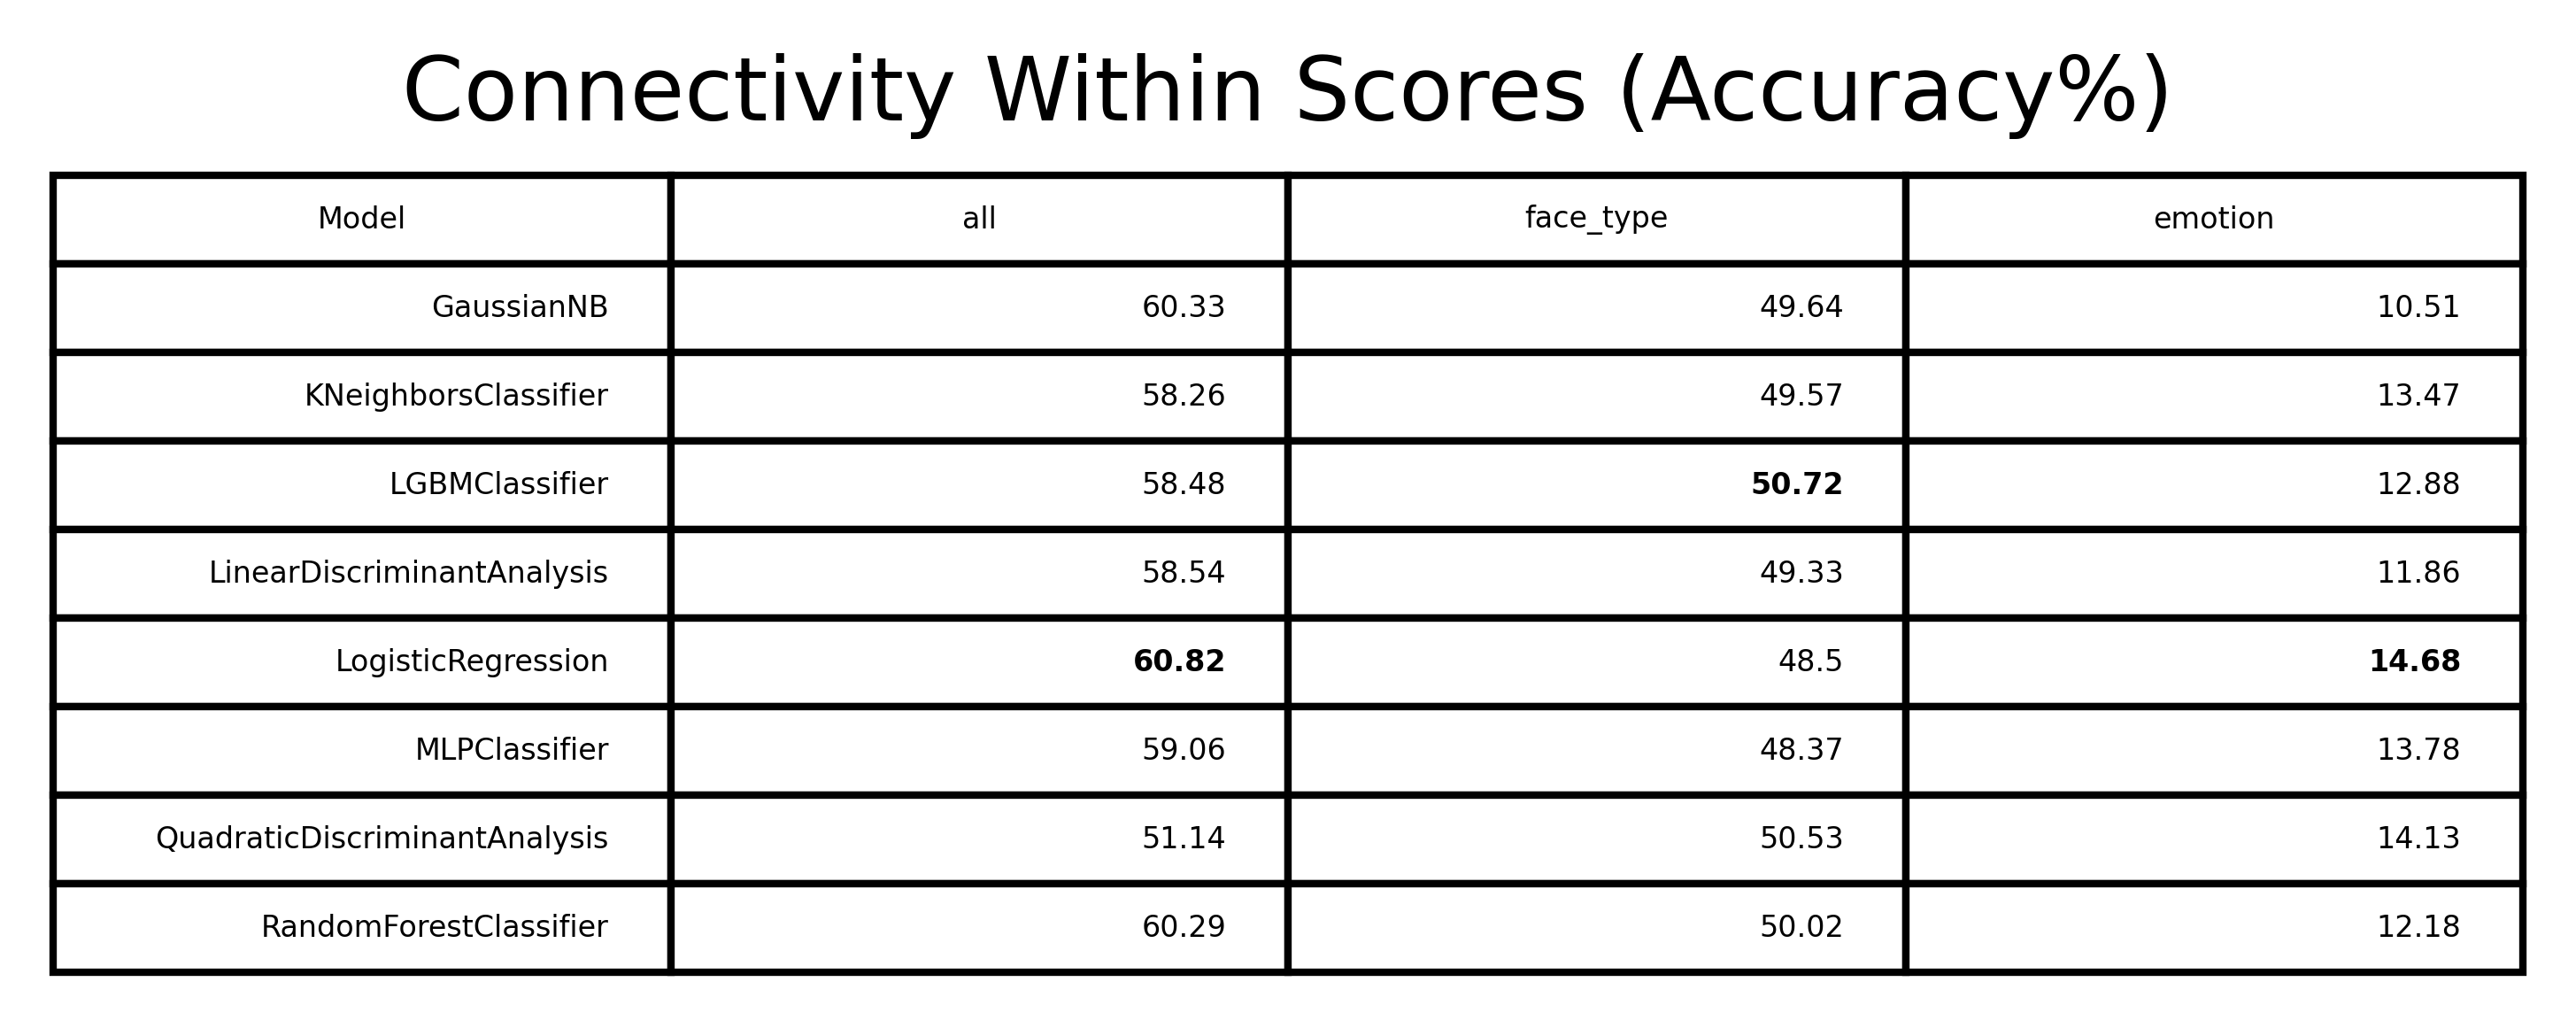 Connectivity Within Scores (Accuracy%)
Model all face_type emotion
GaussianNB 60.33 49.64 10.51
KNeighborsClassifier 58.26 49.57 13.47
LGBMClassifier 58.48 50.72 12.88
LinearDiscriminantAnalysis 58.54 49.33 11.86
LogisticRegression 60.82 48.5 14.68
MLPClassifier 59.06 48.37 13.78
QuadraticDiscriminantAnalysis 51.14 50.53 14.13
RandomForestClassifier 60.29 50.02 12.18